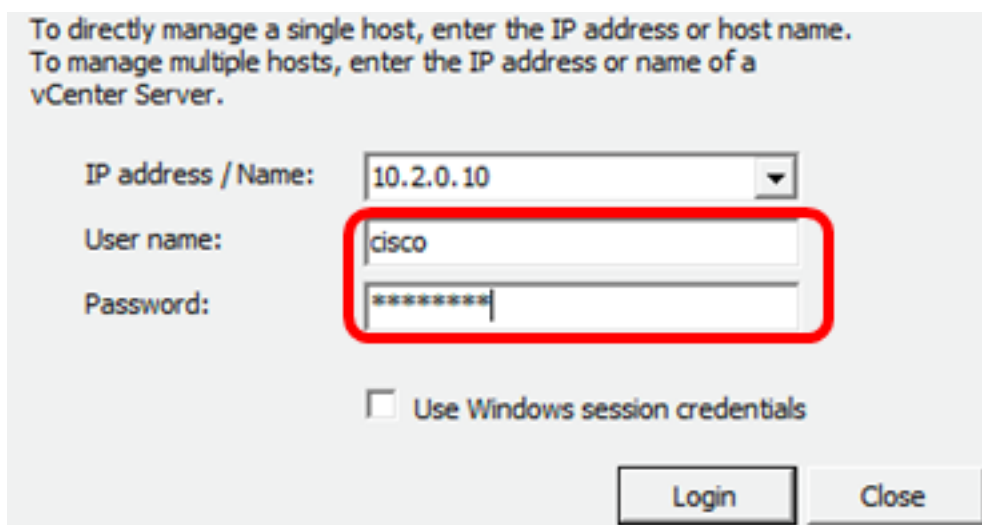 To directly manage a single host, enter the IP address or host name.
To manage multiple hosts, enter the IP address or name of a
vCenter Server.
IP address / Name: 10.2.0.10
User name: cisco
Password: ********
Use Windows session credentials
Login Close